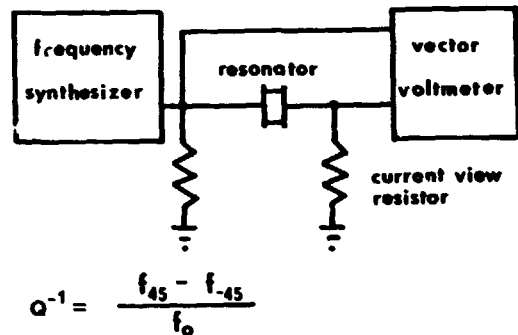 frequency
synthesizer
resonator
vector
voltmeter
current view
resistor
Q⁻¹ = (f₄₅ − f₋₄₅) / f₀